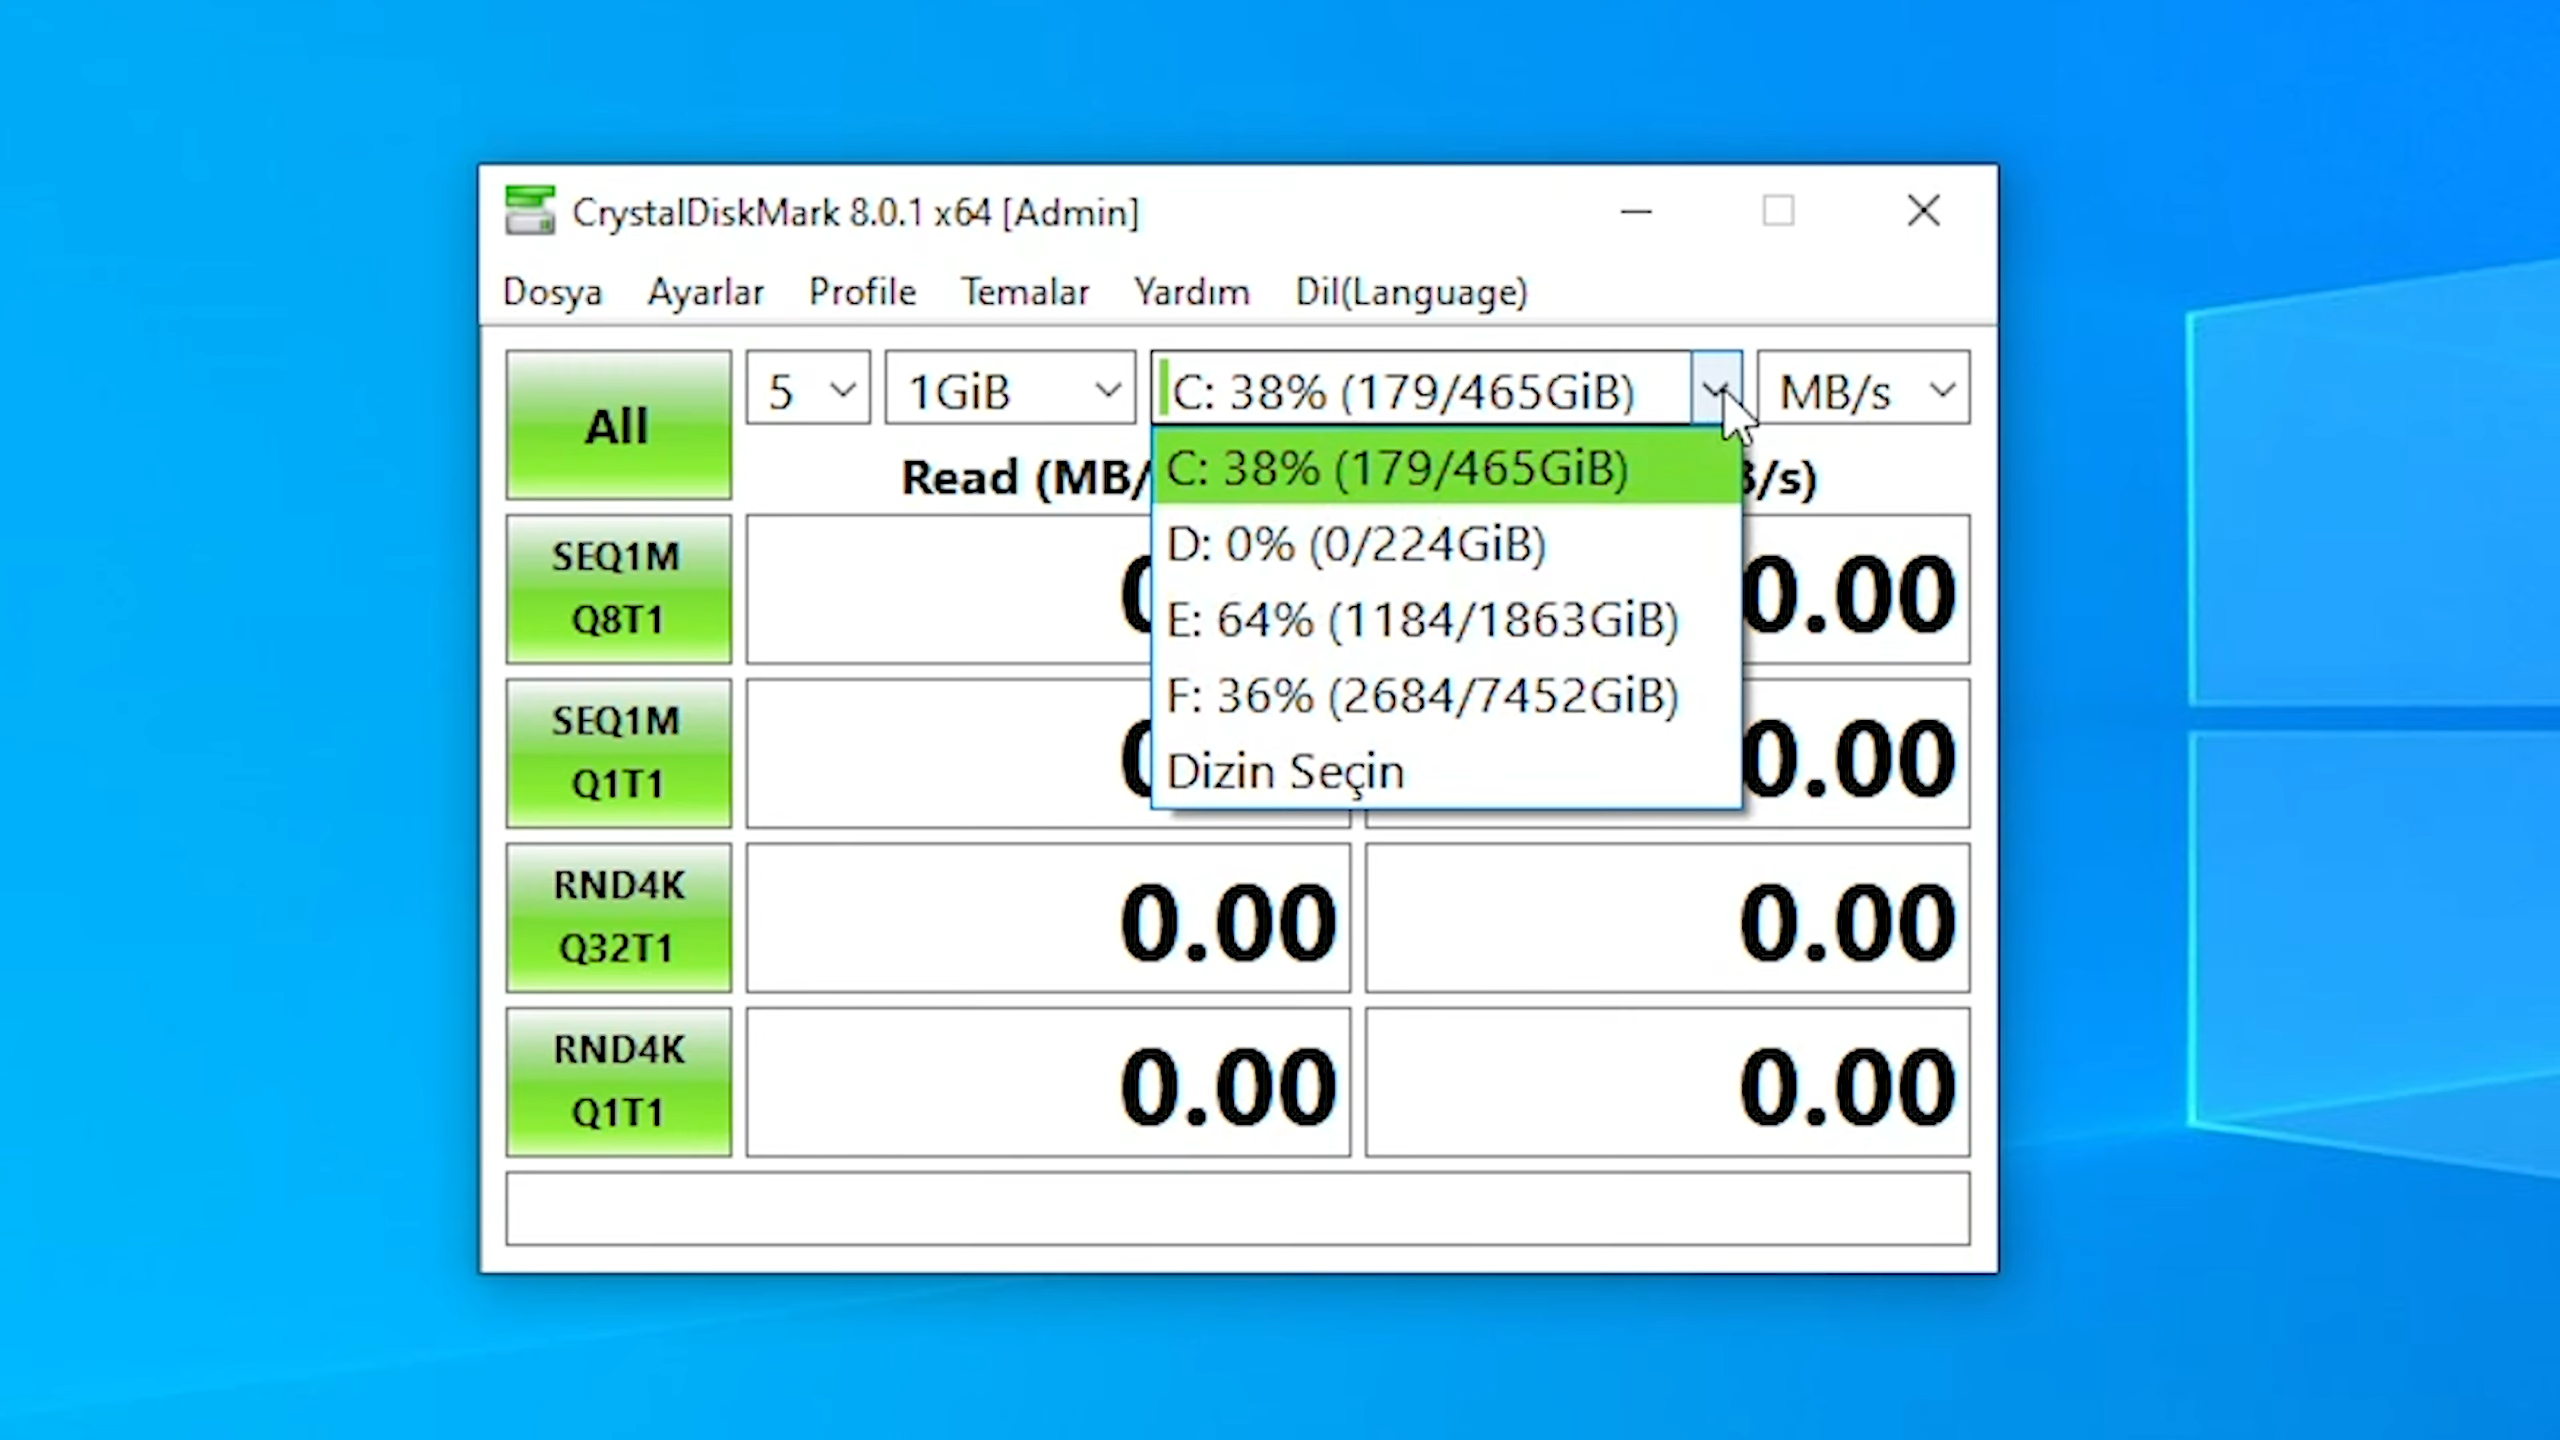 CrystalDiskMark 8.0.1 x64 [Admin]
Dosya Ayarlar Profile Temalar Yardım Dil(Language)
All 5 1GiB C: 38% (179/465GiB) MB/s
Read (MB/ B/s)
C: 38% (179/465GiB)
D: 0% (0/224GiB)
E: 64% (1184/1863GiB)
F: 36% (2684/7452GiB)
Dizin Seçin
SEQ1M
Q8T1
0.00
SEQ1M
Q1T1
0.00
RND4K
Q32T1
0.00 0.00
RND4K
Q1T1
0.00 0.00